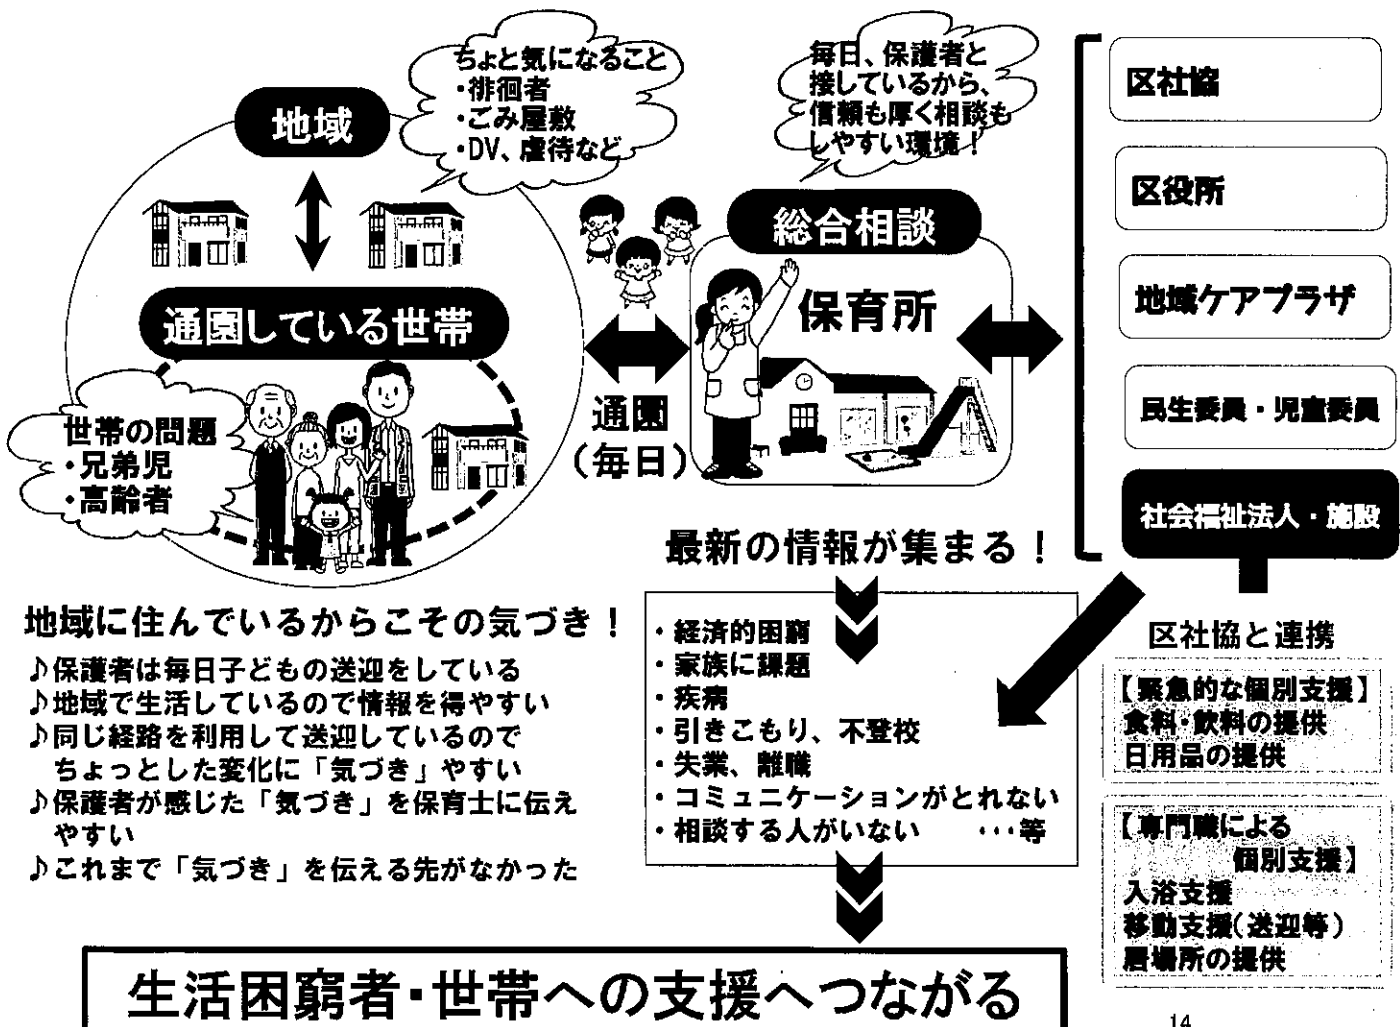 ちょと気になること
・徘徊者
・ごみ屋敷
・DV、虐待など
地域
通園している世帯
世帯の問題
・兄弟児
・高齢者
毎日、保護者と
接しているから、
信頼も厚く相談も
しやすい環境！
総合相談
保育所
通園
（毎日）
区社協
区役所
地域ケアプラザ
民生委員・児童委員
社会福祉法人・施設
最新の情報が集まる！
地域に住んでいるからこその気づき！
♪保護者は毎日子どもの送迎をしている
♪地域で生活しているので情報を得やすい
♪同じ経路を利用して送迎しているので
ちょっとした変化に「気づき」やすい
♪保護者が感じた「気づき」を保育士に伝え
やすい
♪これまで「気づき」を伝える先がなかった
・経済的困窮
・家族に課題
・疾病
・引きこもり、不登校
・失業、離職
・コミュニケーションがとれない
・相談する人がいない　　…等
区社協と連携
【緊急的な個別支援】
食料・飲料の提供
日用品の提供
【専門職による
個別支援】
入浴支援
移動支援（送迎等）
居場所の提供
生活困窮者・世帯への支援へつながる
14